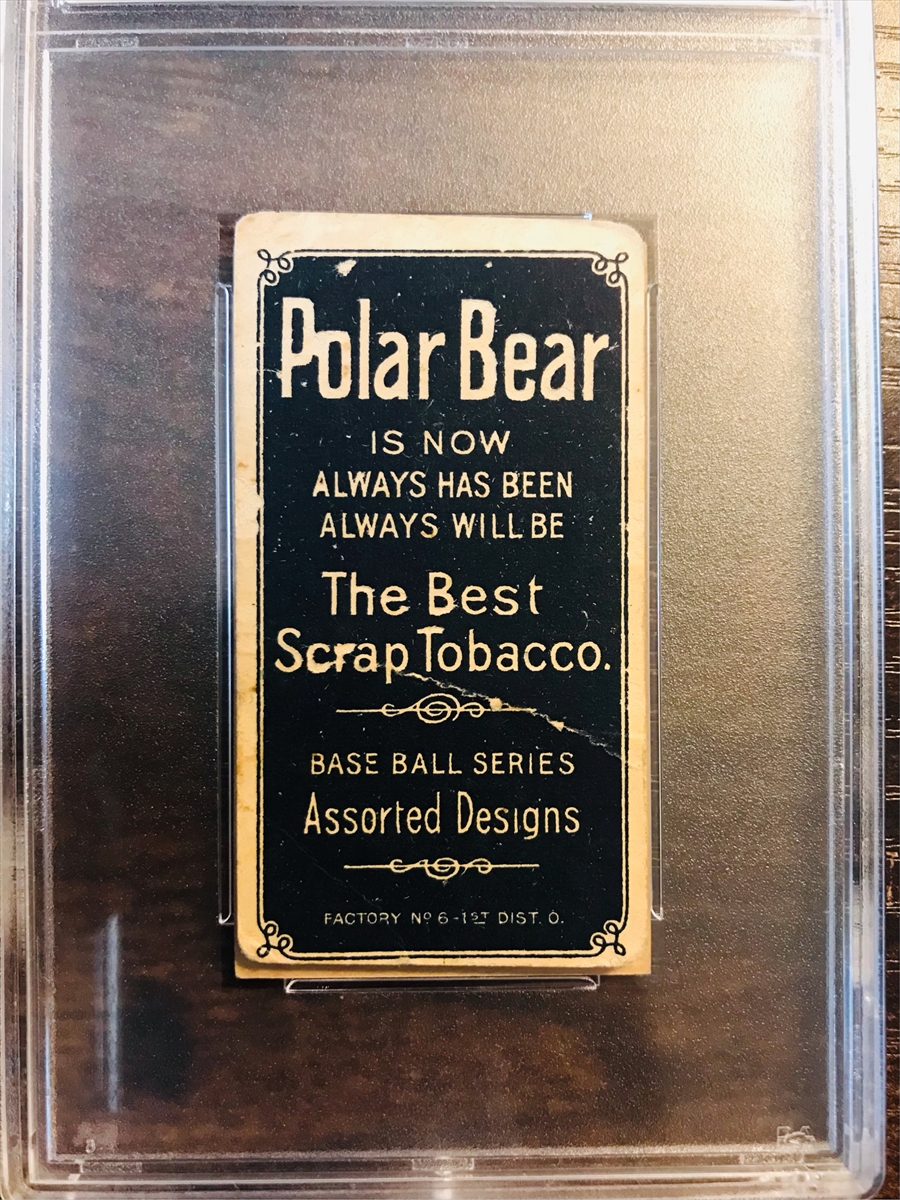 Polar Bear
IS NOW
ALWAYS HAS BEEN
ALWAYS WILL BE
The Best
Scrap Tobacco.
BASE BALL SERIES
Assorted Designs
FACTORY Nº 6 - 1ST DIST. O.